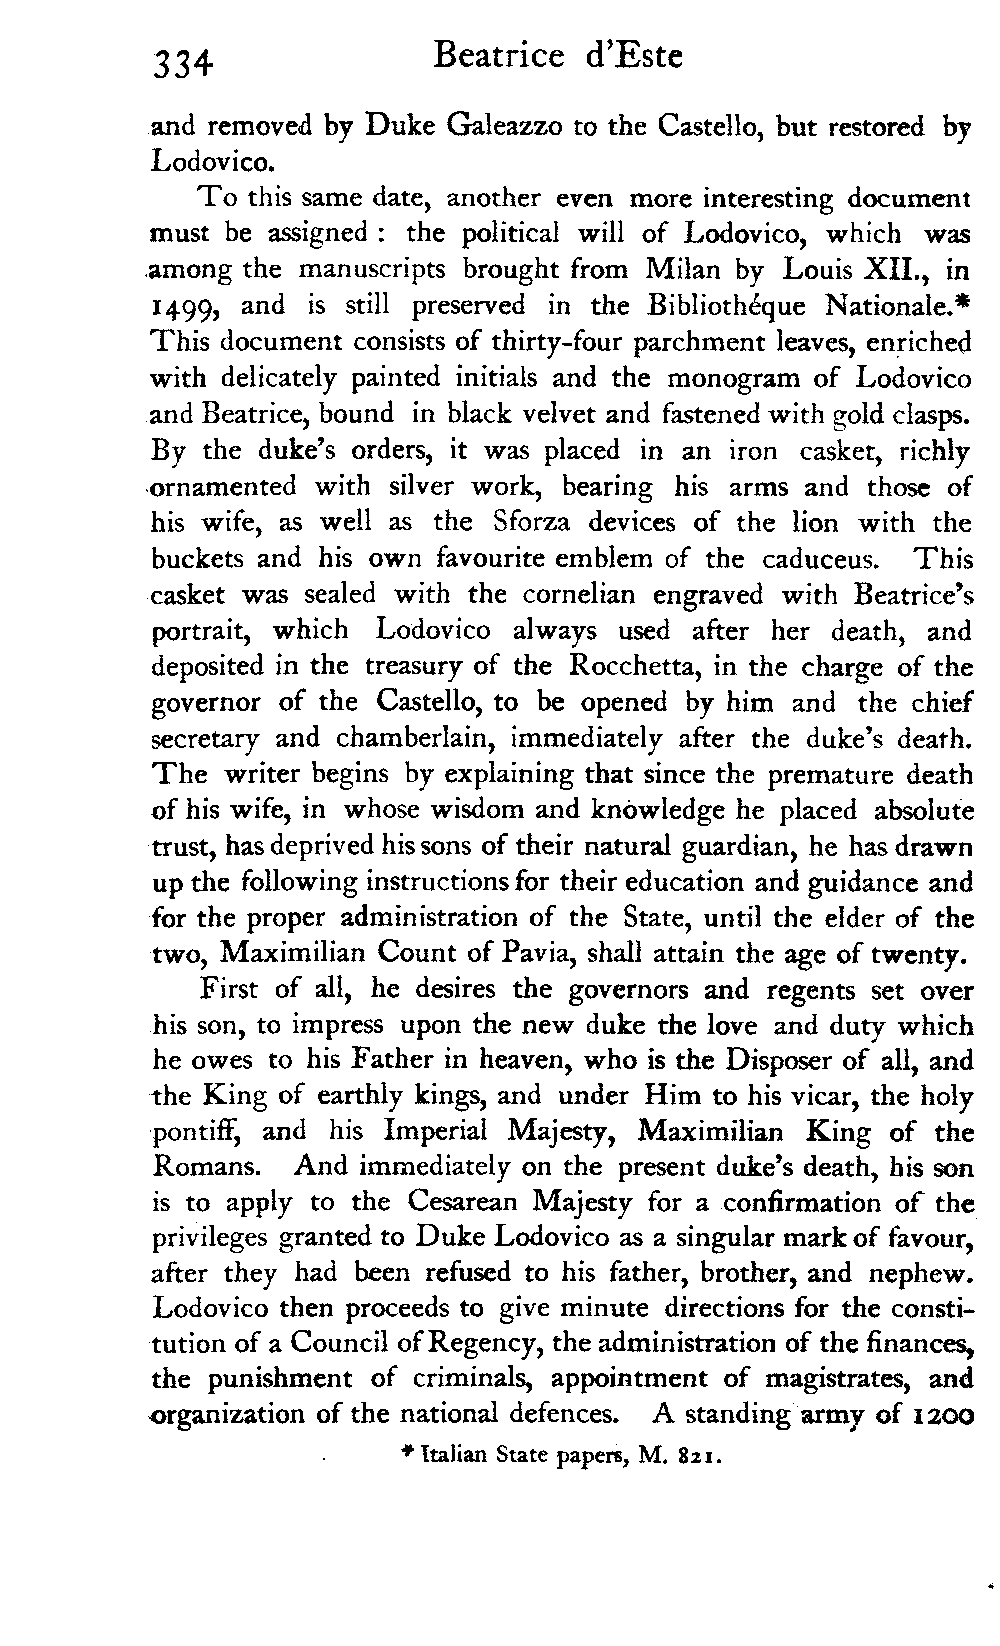 334 Beatrice d'Este
and removed by Duke Galeazzo to the Castello, but restored by
Lodovico.
To this same date, another even more interesting document
must be assigned : the political will of Lodovico, which was
among the manuscripts brought from Milan by Louis XII., in
1499, and is still preserved in the Bibliothéque Nationale.*
This document consists of thirty-four parchment leaves, enriched
with delicately painted initials and the monogram of Lodovico
and Beatrice, bound in black velvet and fastened with gold clasps.
By the duke's orders, it was placed in an iron casket, richly
ornamented with silver work, bearing his arms and those of
his wife, as well as the Sforza devices of the lion with the
buckets and his own favourite emblem of the caduceus. This
casket was sealed with the cornelian engraved with Beatrice's
portrait, which Lodovico always used after her death, and
deposited in the treasury of the Rocchetta, in the charge of the
governor of the Castello, to be opened by him and the chief
secretary and chamberlain, immediately after the duke's death.
The writer begins by explaining that since the premature death
of his wife, in whose wisdom and knowledge he placed absolute
trust, has deprived his sons of their natural guardian, he has drawn
up the following instructions for their education and guidance and
for the proper administration of the State, until the elder of the
two, Maximilian Count of Pavia, shall attain the age of twenty.
First of all, he desires the governors and regents set over
his son, to impress upon the new duke the love and duty which
he owes to his Father in heaven, who is the Disposer of all, and
the King of earthly kings, and under Him to his vicar, the holy
pontiff, and his Imperial Majesty, Maximilian King of the
Romans. And immediately on the present duke's death, his son
is to apply to the Cesarean Majesty for a confirmation of the
privileges granted to Duke Lodovico as a singular mark of favour,
after they had been refused to his father, brother, and nephew.
Lodovico then proceeds to give minute directions for the consti-
tution of a Council of Regency, the administration of the finances,
the punishment of criminals, appointment of magistrates, and
organization of the national defences. A standing army of 1200
* Italian State papers, M. 821.